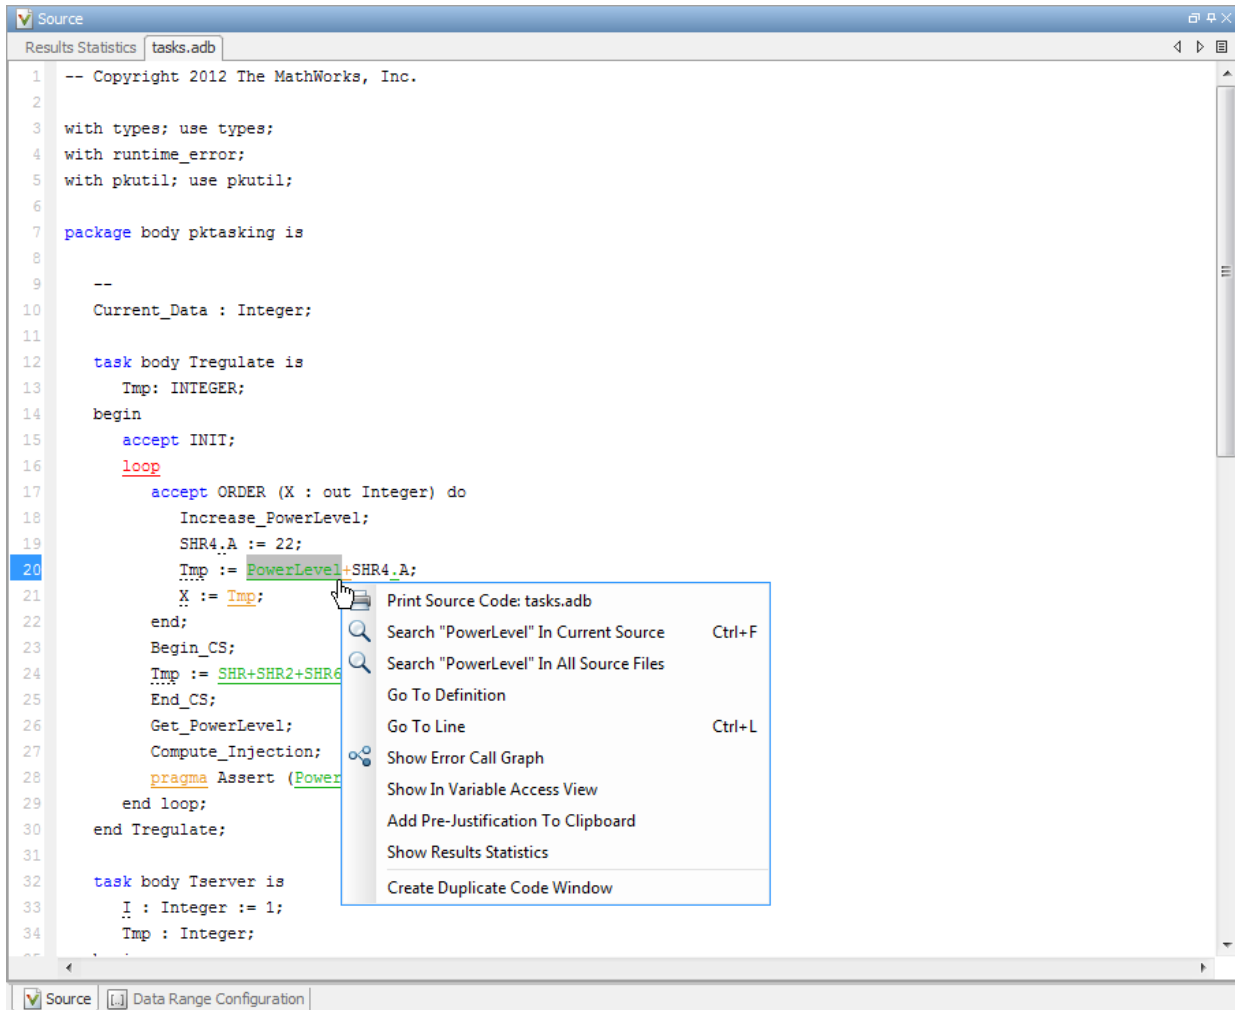 Source
Results Statistics tasks.adb
1 -- Copyright 2012 The MathWorks, Inc.
2
3 with types; use types;
4 with runtime_error;
5 with pkutil; use pkutil;
6
7 package body pktasking is
8
9 --
10 Current_Data : Integer;
11
12 task body Tregulate is
13 Tmp: INTEGER;
14 begin
15 accept INIT;
16 loop
17 accept ORDER (X : out Integer) do
18 Increase_PowerLevel;
19 SHR4.A := 22;
20 Tmp := PowerLevel+SHR4.A;
21 X := Tmp;
22 end;
23 Begin_CS;
24 Tmp := SHR+SHR2+SHR6
25 End_CS;
26 Get_PowerLevel;
27 Compute_Injection;
28 pragma Assert (Power
29 end loop;
30 end Tregulate;
31
32 task body Tserver is
33 I : Integer := 1;
34 Tmp : Integer;
Print Source Code: tasks.adb
Search "PowerLevel" In Current Source Ctrl+F
Search "PowerLevel" In All Source Files
Go To Definition
Go To Line Ctrl+L
Show Error Call Graph
Show In Variable Access View
Add Pre-Justification To Clipboard
Show Results Statistics
Create Duplicate Code Window
Source [..] Data Range Configuration